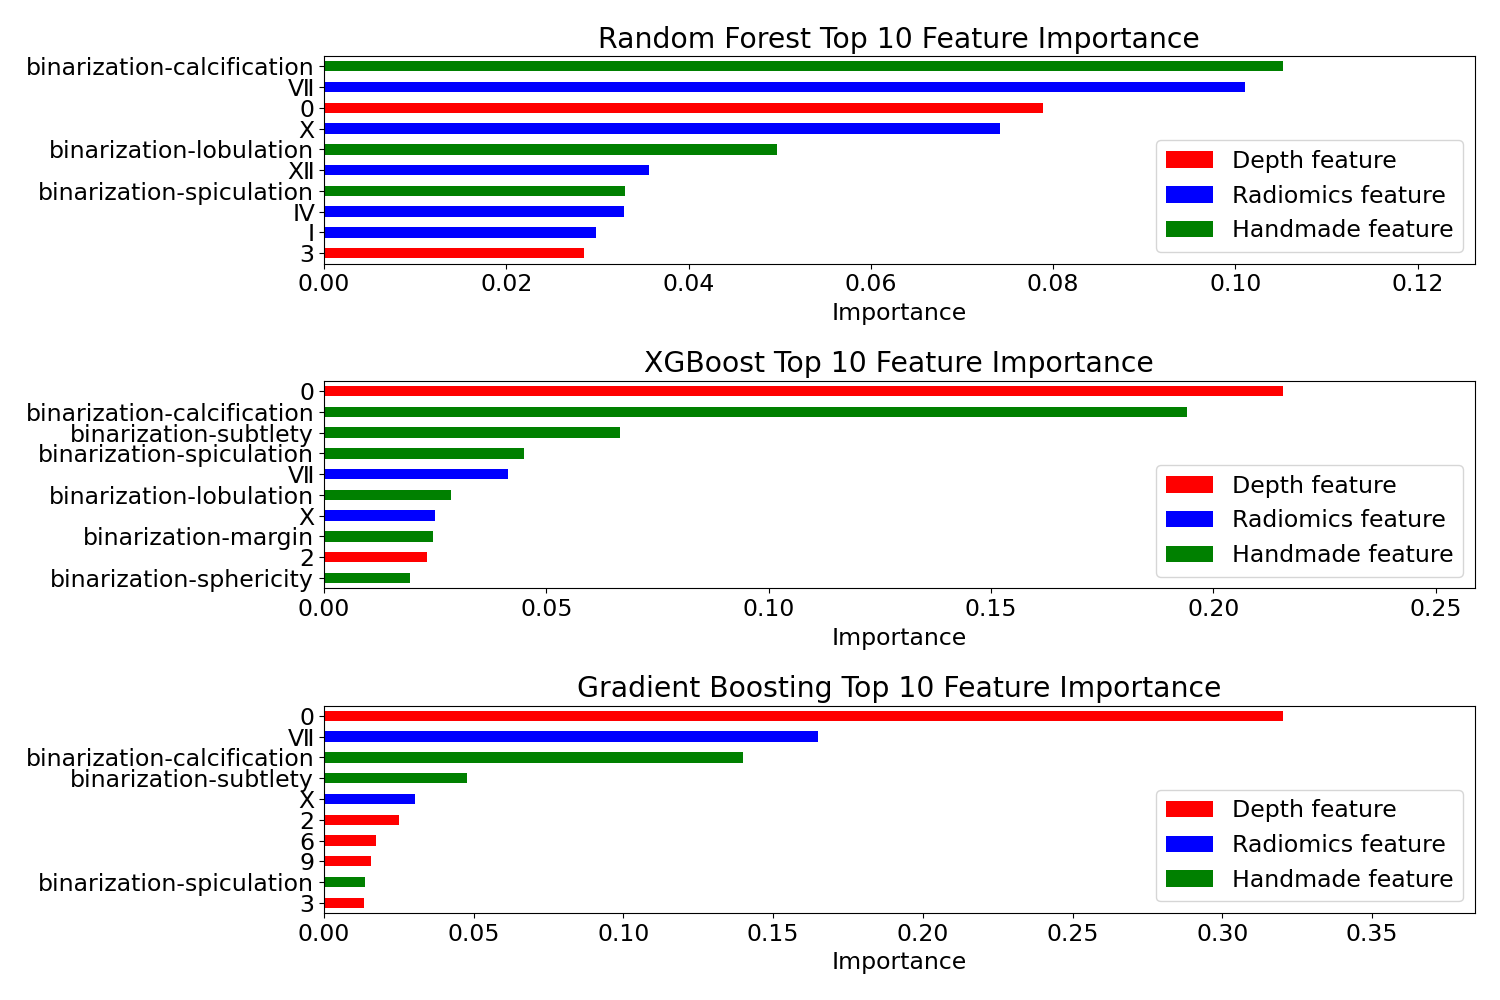 Random Forest Top 10 Feature Importance
binarization-calcification
Ⅶ
0
X
binarization-lobulation
Ⅻ
binarization-spiculation
Ⅳ
Ⅰ
3
Depth feature
Radiomics feature
Handmade feature
0.00 0.02 0.04 0.06 0.08 0.10 0.12
Importance
XGBoost Top 10 Feature Importance
0
binarization-calcification
binarization-subtlety
binarization-spiculation
Ⅶ
binarization-lobulation
X
binarization-margin
2
binarization-sphericity
Depth feature
Radiomics feature
Handmade feature
0.00 0.05 0.10 0.15 0.20 0.25
Importance
Gradient Boosting Top 10 Feature Importance
0
Ⅶ
binarization-calcification
binarization-subtlety
X
2
6
9
binarization-spiculation
3
Depth feature
Radiomics feature
Handmade feature
0.00 0.05 0.10 0.15 0.20 0.25 0.30 0.35
Importance